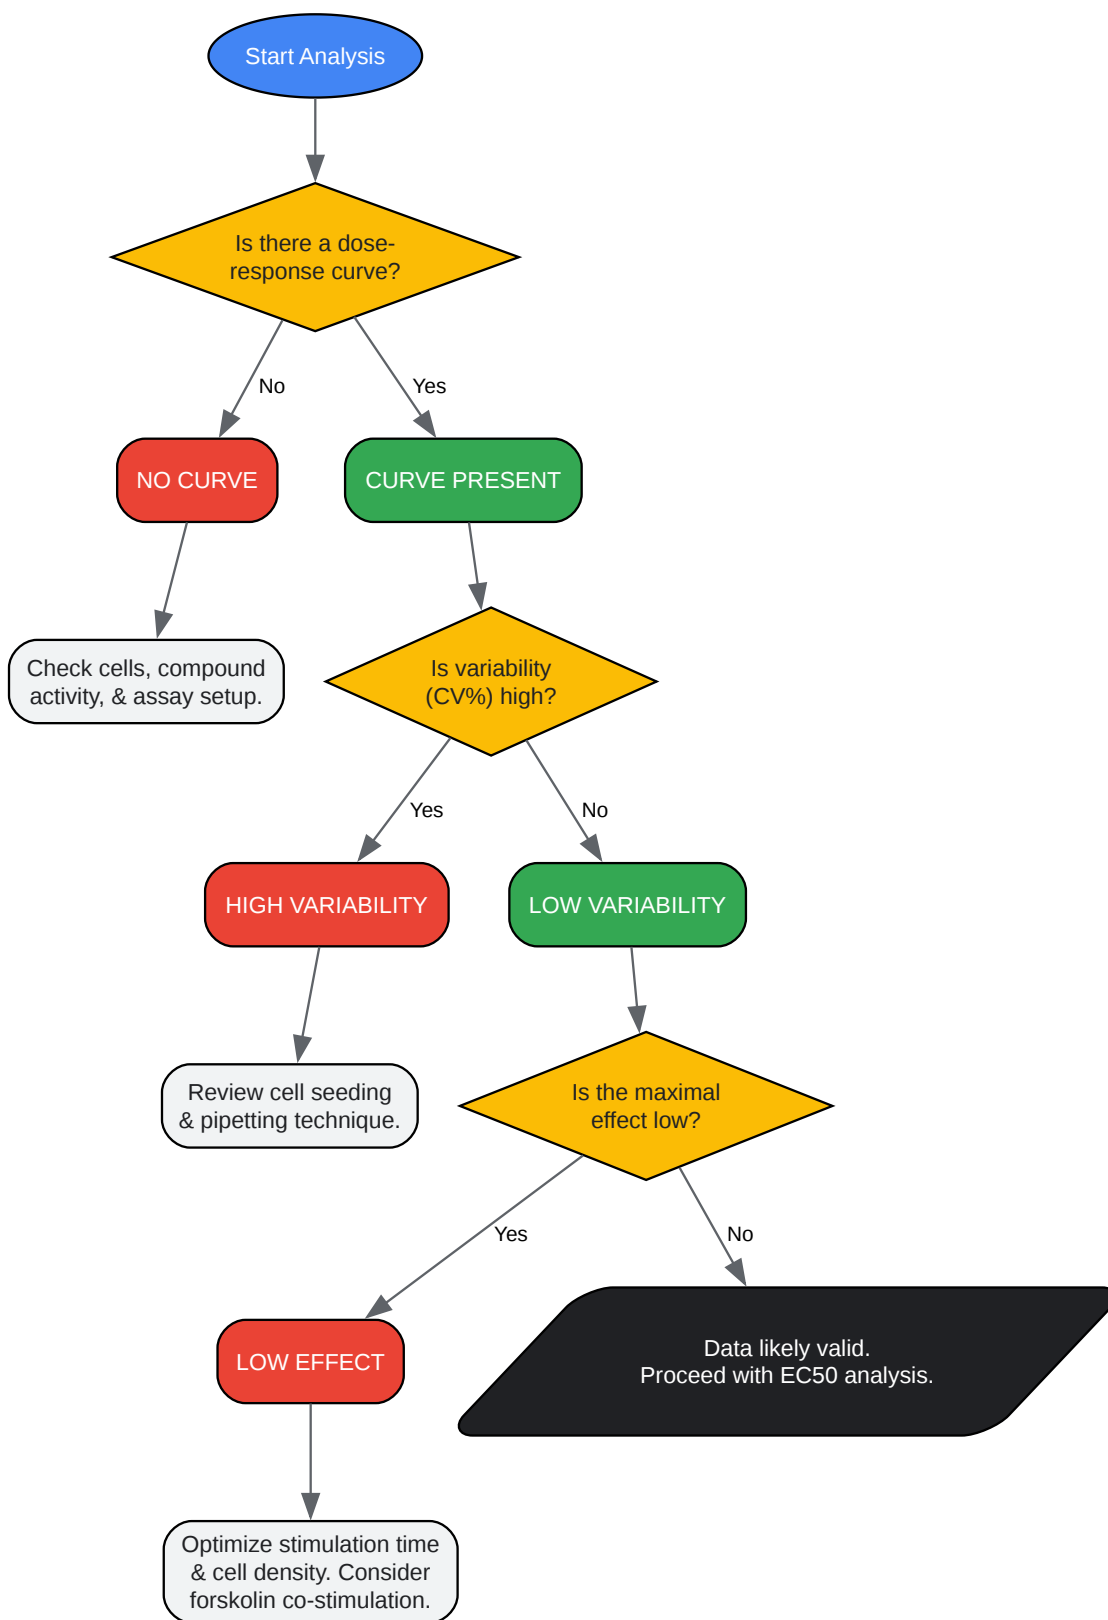 Start Analysis
Is there a dose-
response curve?
No
Yes
NO CURVE
CURVE PRESENT
Check cells, compound
activity, & assay setup.
Is variability
(CV%) high?
Yes
No
HIGH VARIABILITY
LOW VARIABILITY
Review cell seeding
& pipetting technique.
Is the maximal
effect low?
Yes
No
LOW EFFECT
Data likely valid.
Proceed with EC50 analysis.
Optimize stimulation time
& cell density. Consider
forskolin co-stimulation.